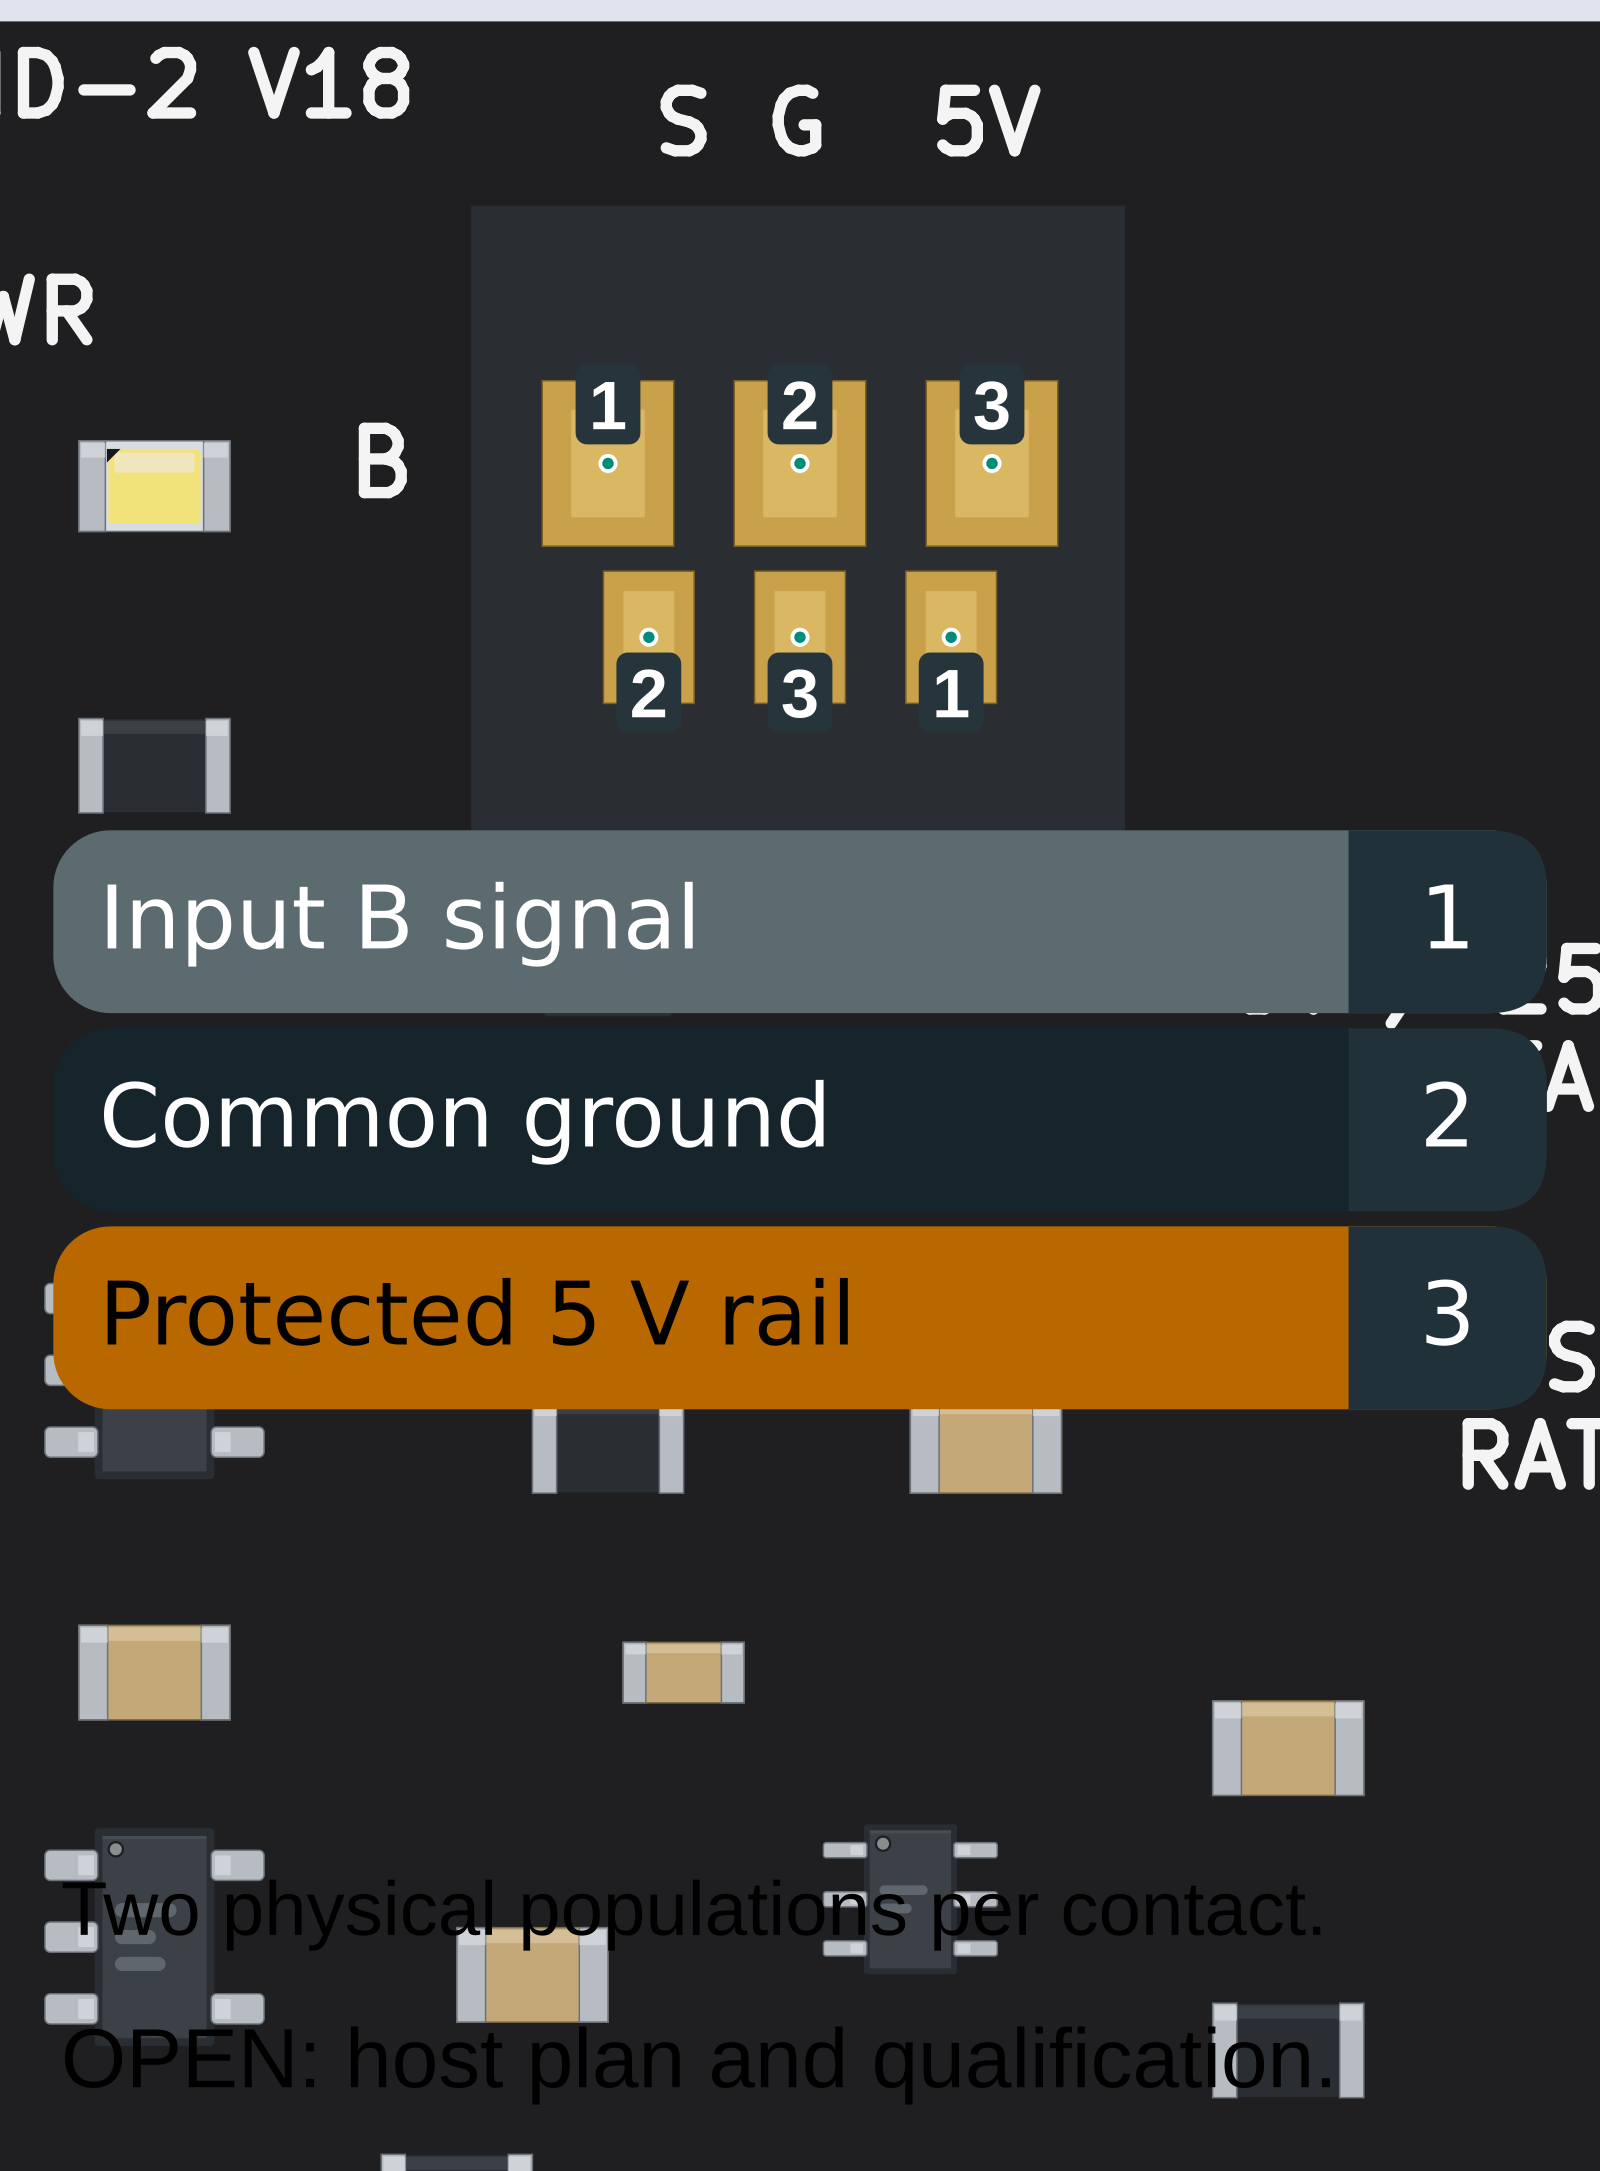 D-2 V18
S G 5V
WR
B
1 2 3
2 3 1
Input B signal 1
Common ground 2
Protected 5 V rail 3
RAT
Two physical populations per contact.
OPEN: host plan and qualification.